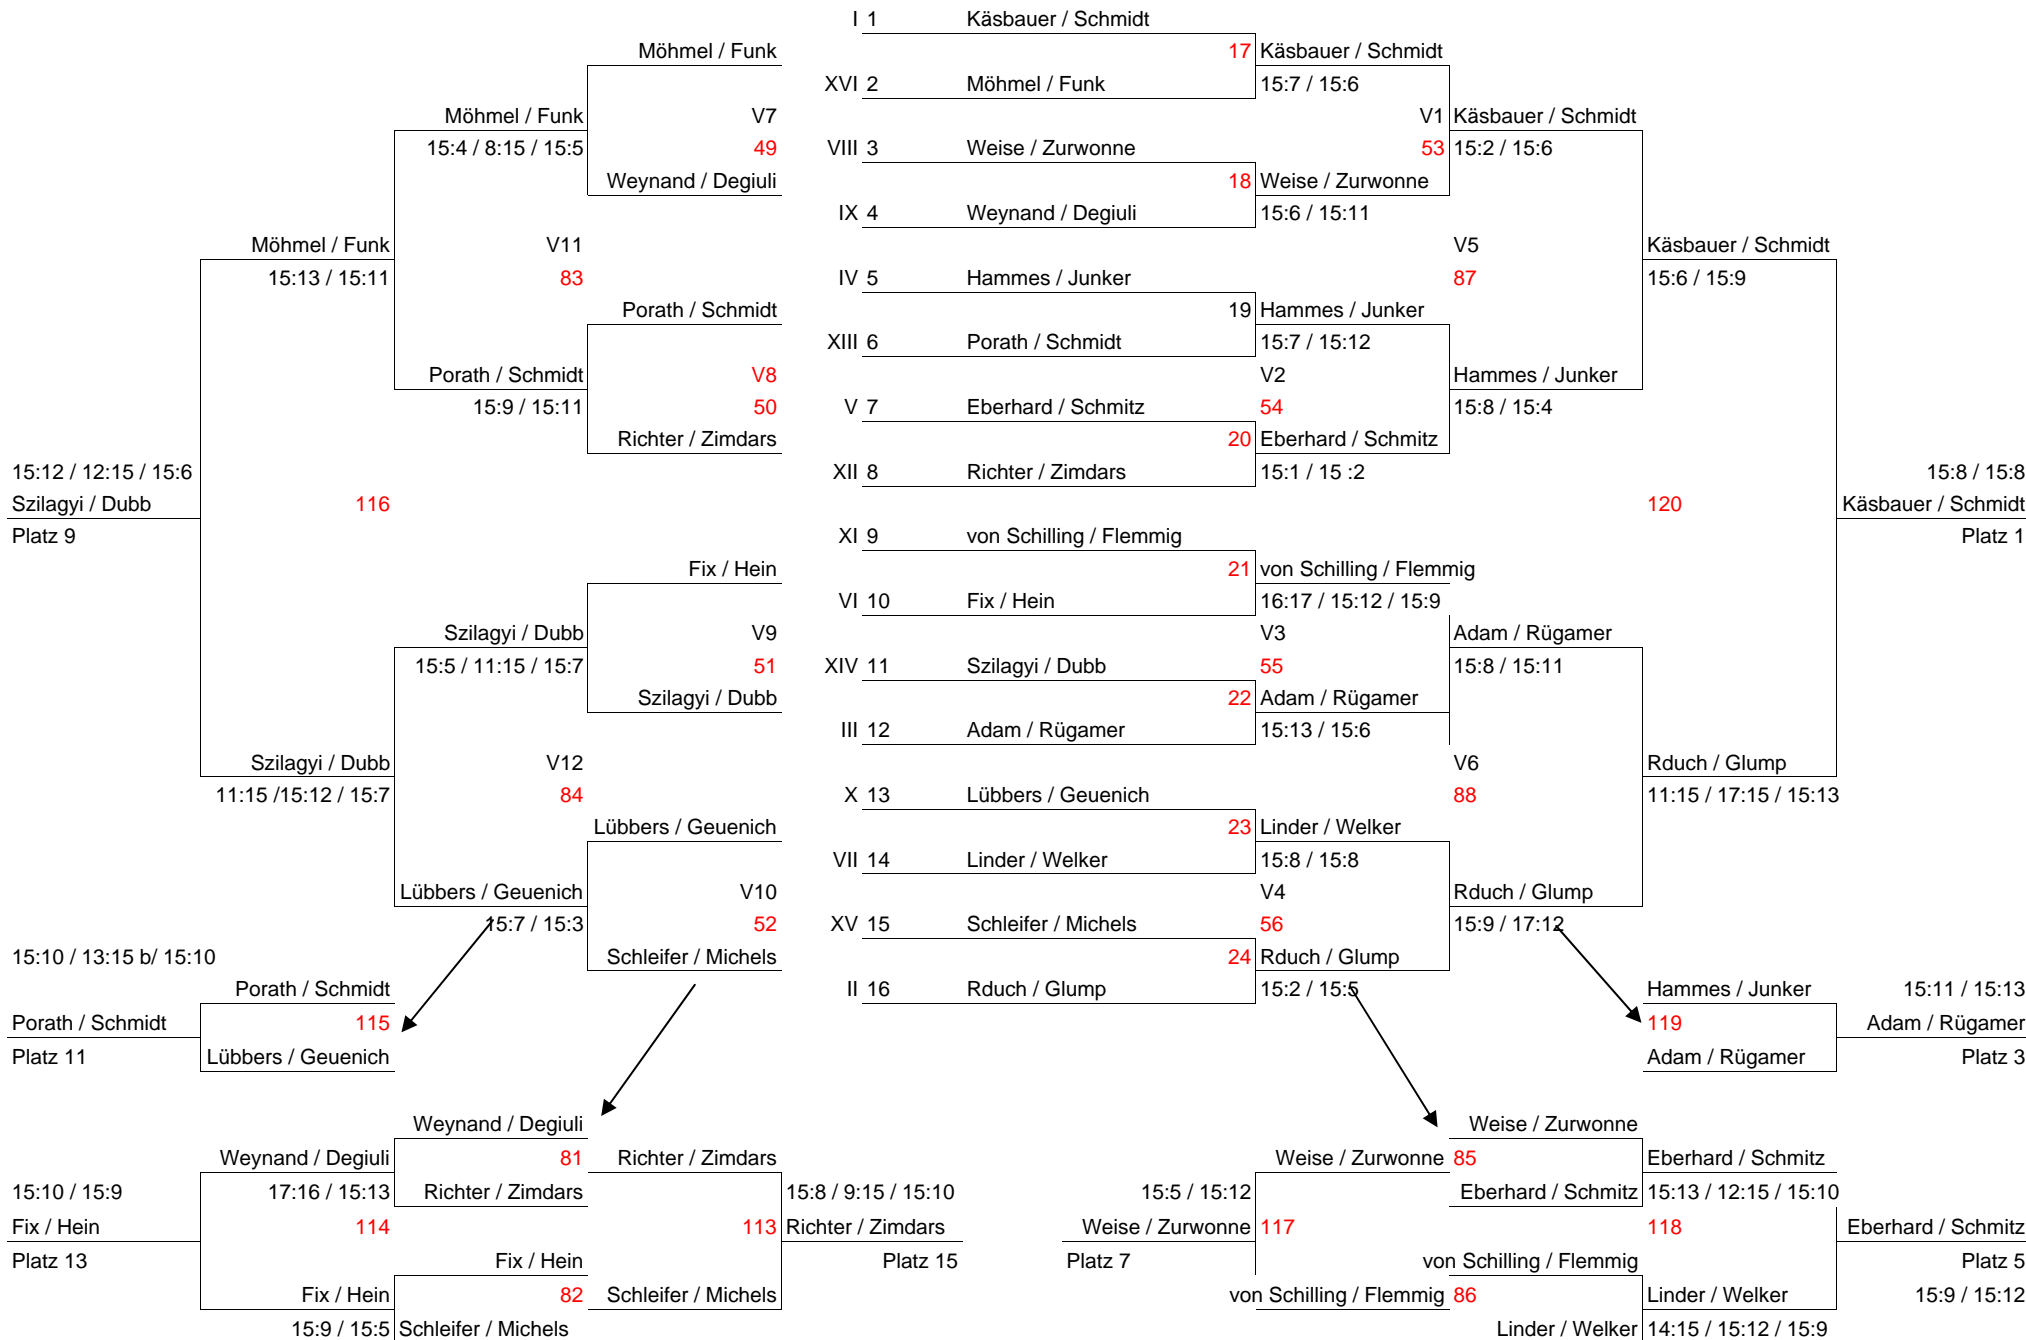 I 1 Käsbauer / Schmidt
Möhmel / Funk 17 Käsbauer / Schmidt
XVI 2 Möhmel / Funk 15:7 / 15:6
Möhmel / Funk V7 V1 Käsbauer / Schmidt
15:4 / 8:15 / 15:5 49 VIII 3 Weise / Zurwonne 53 15:2 / 15:6
Weynand / Degiuli 18 Weise / Zurwonne
IX 4 Weynand / Degiuli 15:6 / 15:11
Möhmel / Funk V11 V5 Käsbauer / Schmidt
15:13 / 15:11 83 IV 5 Hammes / Junker 87 15:6 / 15:9
Porath / Schmidt 19 Hammes / Junker
XIII 6 Porath / Schmidt 15:7 / 15:12
Porath / Schmidt V8 V2 Hammes / Junker
15:9 / 15:11 50 V 7 Eberhard / Schmitz 54 15:8 / 15:4
Richter / Zimdars 20 Eberhard / Schmitz
15:12 / 12:15 / 15:6 XII 8 Richter / Zimdars 15:1 / 15 :2 15:8 / 15:8
Szilagyi / Dubb 116 120 Käsbauer / Schmidt
Platz 9 XI 9 von Schilling / Flemmig Platz 1
Fix / Hein 21 von Schilling / Flemmig
VI 10 Fix / Hein 16:17 / 15:12 / 15:9
Szilagyi / Dubb V9 V3 Adam / Rügamer
15:5 / 11:15 / 15:7 51 XIV 11 Szilagyi / Dubb 55 15:8 / 15:11
Szilagyi / Dubb 22 Adam / Rügamer
III 12 Adam / Rügamer 15:13 / 15:6
Szilagyi / Dubb V12 V6 Rduch / Glump
11:15 /15:12 / 15:7 84 X 13 Lübbers / Geuenich 88 11:15 / 17:15 / 15:13
Lübbers / Geuenich 23 Linder / Welker
VII 14 Linder / Welker 15:8 / 15:8
Lübbers / Geuenich V10 V4 Rduch / Glump
15:7 / 15:3 52 XV 15 Schleifer / Michels 56 15:9 / 17:12
15:10 / 13:15 b/ 15:10 Schleifer / Michels 24 Rduch / Glump
Porath / Schmidt II 16 Rduch / Glump 15:2 / 15:5 Hammes / Junker 15:11 / 15:13
Porath / Schmidt 115 119 Adam / Rügamer
Platz 11 Lübbers / Geuenich Adam / Rügamer Platz 3
Weynand / Degiuli Weise / Zurwonne
Weynand / Degiuli 81 Richter / Zimdars Weise / Zurwonne 85 Eberhard / Schmitz
15:10 / 15:9 17:16 / 15:13 Richter / Zimdars 15:8 / 9:15 / 15:10 15:5 / 15:12 Eberhard / Schmitz 15:13 / 12:15 / 15:10
Fix / Hein 114 113 Richter / Zimdars Weise / Zurwonne 117 118 Eberhard / Schmitz
Platz 13 Fix / Hein Platz 15 Platz 7 von Schilling / Flemmig Platz 5
Fix / Hein 82 Schleifer / Michels von Schilling / Flemmig 86 Linder / Welker 15:9 / 15:12
15:9 / 15:5 Schleifer / Michels Linder / Welker 14:15 / 15:12 / 15:9